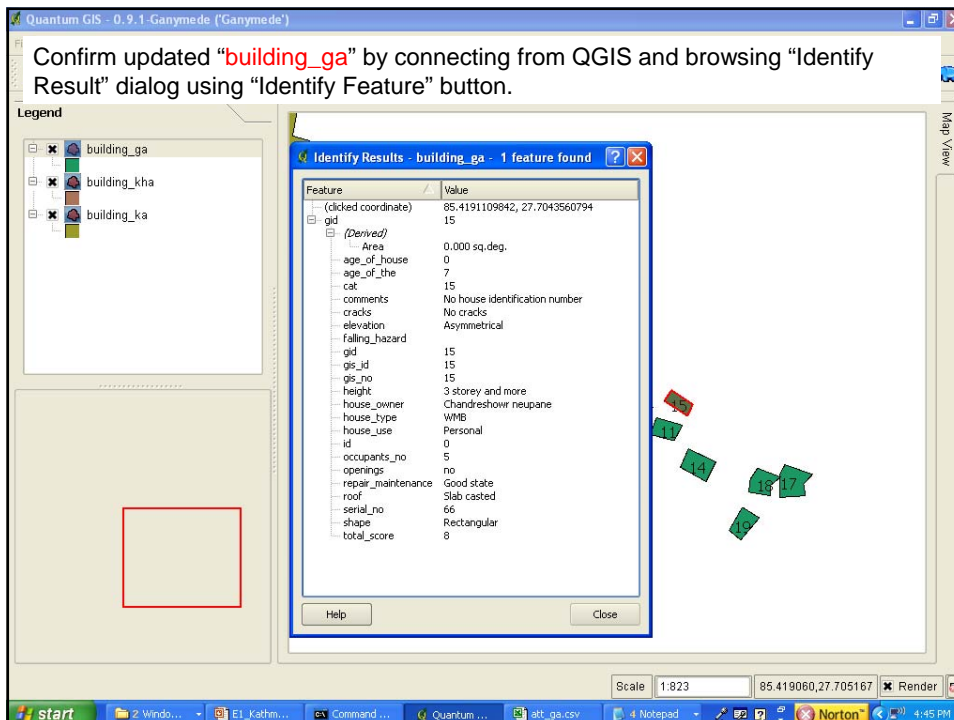 Quantum GIS - 0.9.1-Ganymede ('Ganymede')
Confirm updated “building_ga” by connecting from QGIS and browsing “Identify
Result” dialog using “Identify Feature” button.
Legend
building_ga
building_kha
building_ka
Map View
Identify Results - building_ga - 1 feature found
Feature Value
(clicked coordinate) 85.4191109842, 27.7043560794
gid 15
(Derived)
Area 0.000 sq.deg.
age_of_house 0
age_of_the 7
cat 15
comments No house identification number
cracks No cracks
elevation Asymmetrical
falling_hazard
gid 15
gis_id 15
gis_no 15
height 3 storey and more
house_owner Chandreshowr neupane
house_type WMB
house_use Personal
id 0
occupants_no 5
openings no
repair_maintenance Good state
roof Slab casted
serial_no 66
shape Rectangular
total_score 8
Help Close
15
11
14
18 17
19
Scale 1:823 85.419060,27.705167 Render
start 2 Windo... E1_Kathm... Command ... Quantum ... att_ga.csv 4 Notepad Norton™ 4:45 PM